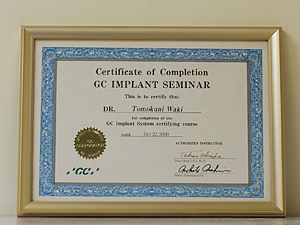 Certificate of Completion
GC IMPLANT SEMINAR
This is to certify that
DR. Tomokuni Waki
for completion of the
GC Implant System certifying course
DATE Oct 22, 2000
AUTHORIZED INSTRUCTOR
"GC"